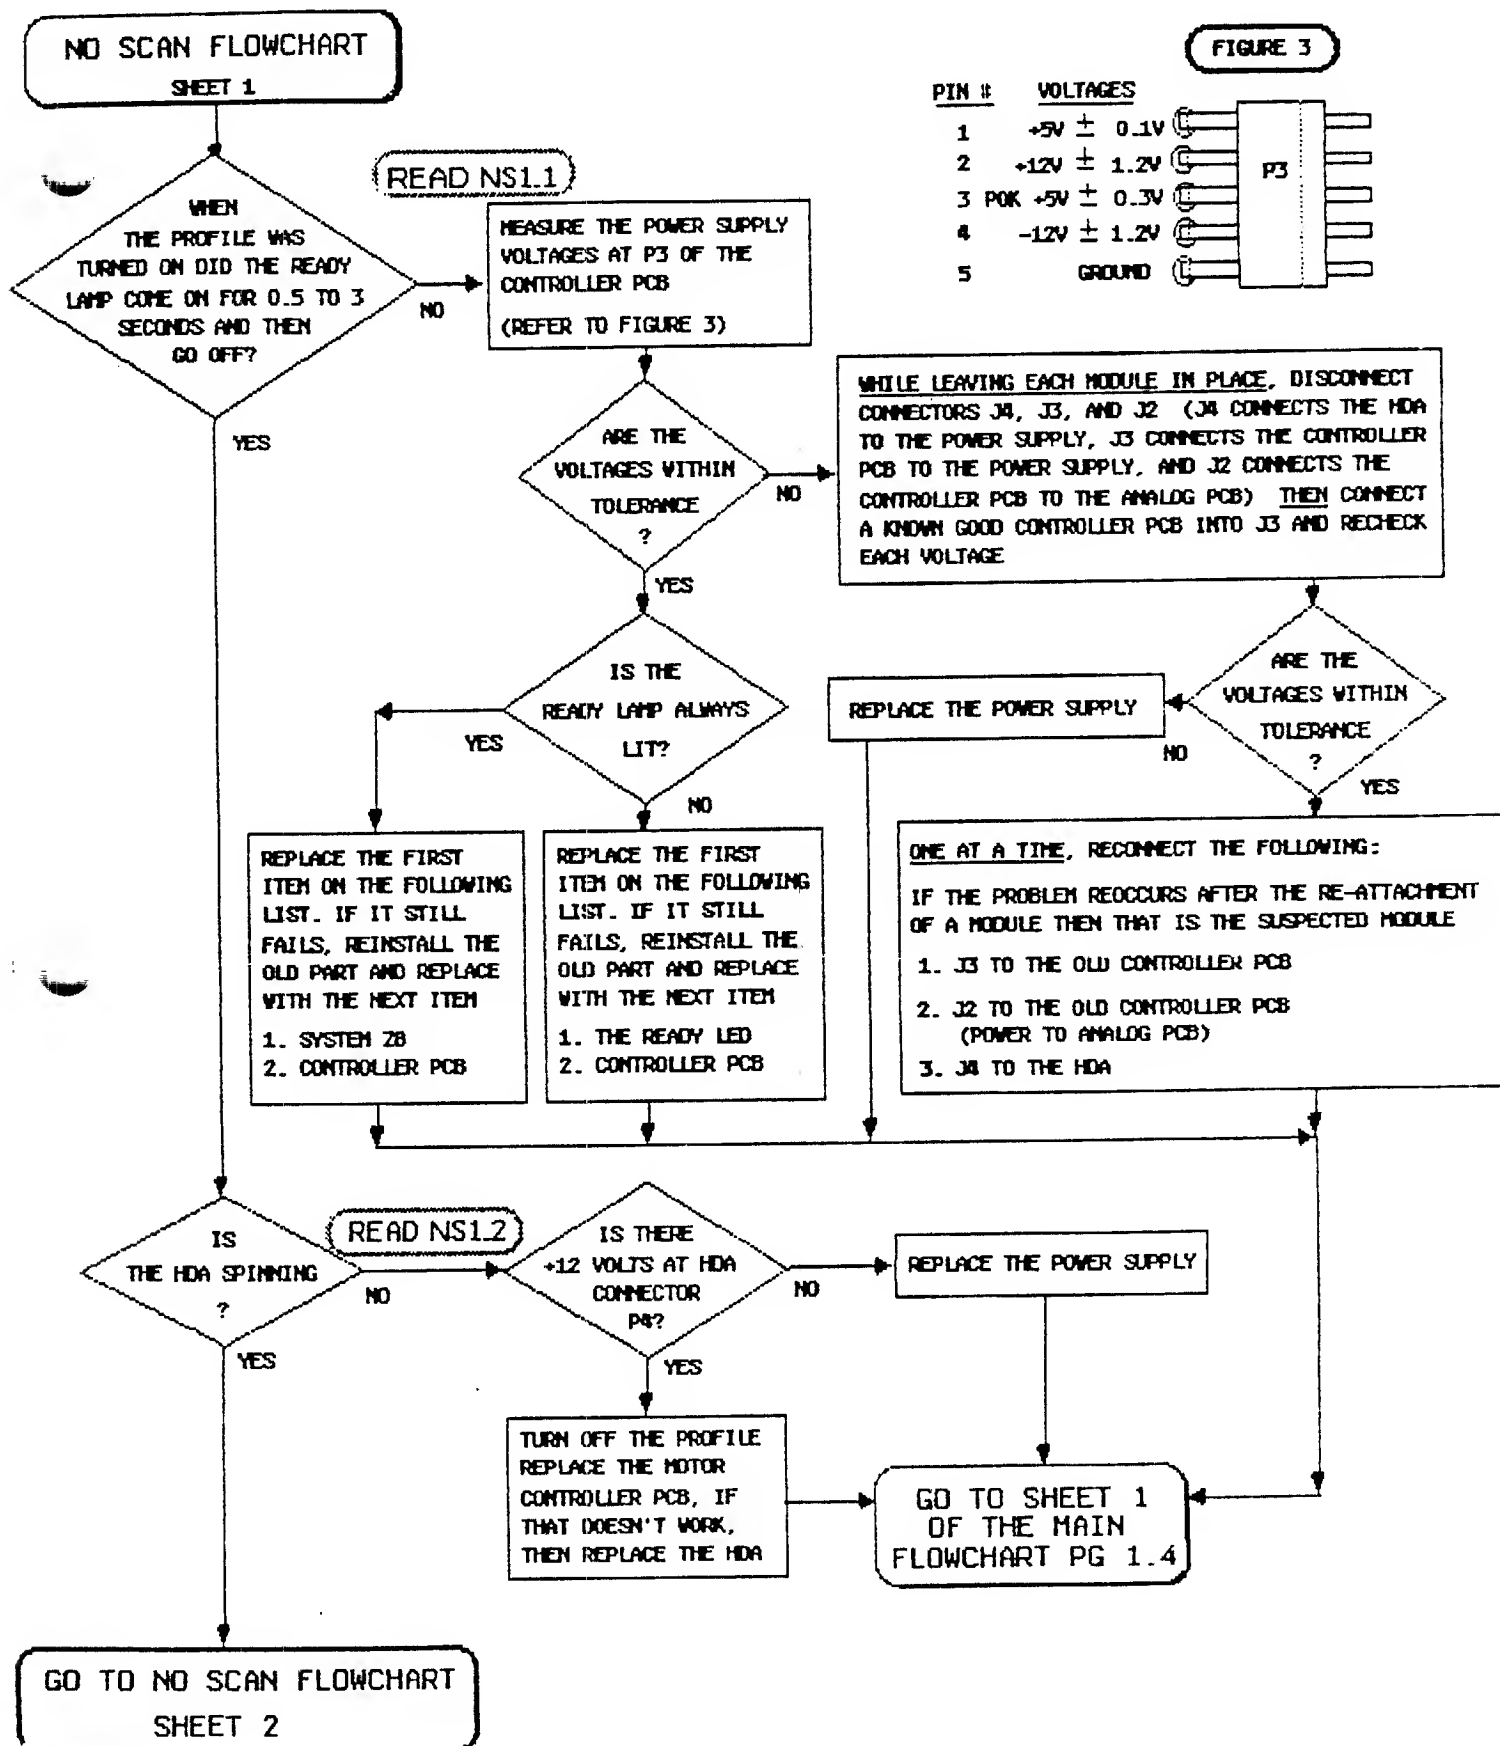 NO SCAN FLOWCHART
SHEET 1
FIGURE 3
PIN # VOLTAGES
1 +5V ± 0.1V
2 +12V ± 1.2V
3 POK +5V ± 0.3V
4 -12V ± 1.2V
5 GROUND
P3
WHEN
THE PROFILE WAS
TURNED ON DID THE READY
LAMP COME ON FOR 0.5 TO 3
SECONDS AND THEN
GO OFF?
NO
YES
READ NS1.1
MEASURE THE POWER SUPPLY
VOLTAGES AT P3 OF THE
CONTROLLER PCB
(REFER TO FIGURE 3)
ARE THE
VOLTAGES WITHIN
TOLERANCE
?
NO
YES
WHILE LEAVING EACH MODULE IN PLACE, DISCONNECT
CONNECTORS J4, J3, AND J2 (J4 CONNECTS THE HDA
TO THE POWER SUPPLY, J3 CONNECTS THE CONTROLLER
PCB TO THE POWER SUPPLY, AND J2 CONNECTS THE
CONTROLLER PCB TO THE ANALOG PCB) THEN CONNECT
A KNOWN GOOD CONTROLLER PCB INTO J3 AND RECHECK
EACH VOLTAGE
IS THE
READY LAMP ALWAYS
LIT?
YES
NO
ARE THE
VOLTAGES WITHIN
TOLERANCE
?
NO
YES
REPLACE THE POWER SUPPLY
REPLACE THE FIRST
ITEM ON THE FOLLOWING
LIST. IF IT STILL
FAILS, REINSTALL THE
OLD PART AND REPLACE
WITH THE NEXT ITEM
1. SYSTEM Z8
2. CONTROLLER PCB
REPLACE THE FIRST
ITEM ON THE FOLLOWING
LIST. IF IT STILL
FAILS, REINSTALL THE
OLD PART AND REPLACE
WITH THE NEXT ITEM
1. THE READY LED
2. CONTROLLER PCB
ONE AT A TIME, RECONNECT THE FOLLOWING:
IF THE PROBLEM REOCCURS AFTER THE RE-ATTACHMENT
OF A MODULE THEN THAT IS THE SUSPECTED MODULE
1. J3 TO THE OLD CONTROLLER PCB
2. J2 TO THE OLD CONTROLLER PCB
(POWER TO ANALOG PCB)
3. J4 TO THE HDA
IS
THE HDA SPINNING
?
NO
YES
READ NS1.2
IS THERE
+12 VOLTS AT HDA
CONNECTOR
P4?
NO
YES
REPLACE THE POWER SUPPLY
TURN OFF THE PROFILE
REPLACE THE MOTOR
CONTROLLER PCB, IF
THAT DOESN'T WORK,
THEN REPLACE THE HDA
GO TO SHEET 1
OF THE MAIN
FLOWCHART PG 1.4
GO TO NO SCAN FLOWCHART
SHEET 2